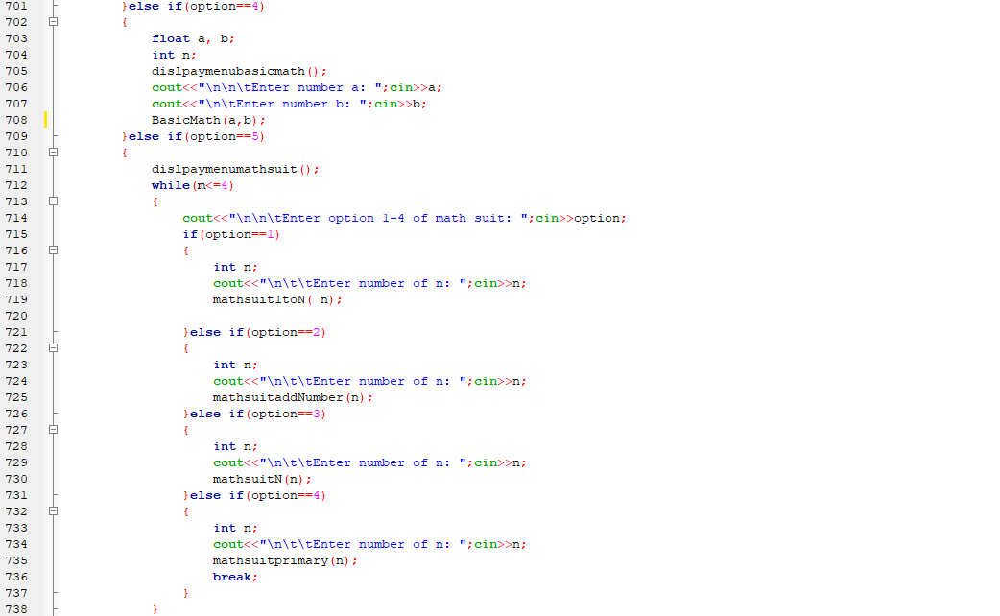 701 }else if(option==4)
702 {
703 float a, b;
704 int n;
705 dislpaymenubasicmath();
706 cout<<"\n\n\tEnter number a: ";cin>>a;
707 cout<<"\n\tEnter number b: ";cin>>b;
708 BasicMath(a,b);
709 }else if(option==5)
710 {
711 dislpaymenumathsuit();
712 while(m<=4)
713 {
714 cout<<"\n\n\tEnter option 1-4 of math suit: ";cin>>option;
715 if(option==1)
716 {
717 int n;
718 cout<<"\n\t\tEnter number of n: ";cin>>n;
719 mathsuit1toN( n);
720
721 }else if(option==2)
722 {
723 int n;
724 cout<<"\n\t\tEnter number of n: ";cin>>n;
725 mathsuitaddNumber(n);
726 }else if(option==3)
727 {
728 int n;
729 cout<<"\n\t\tEnter number of n: ";cin>>n;
730 mathsuitN(n);
731 }else if(option==4)
732 {
733 int n;
734 cout<<"\n\t\tEnter number of n: ";cin>>n;
735 mathsuitprimary(n);
736 break;
737 }
738 }